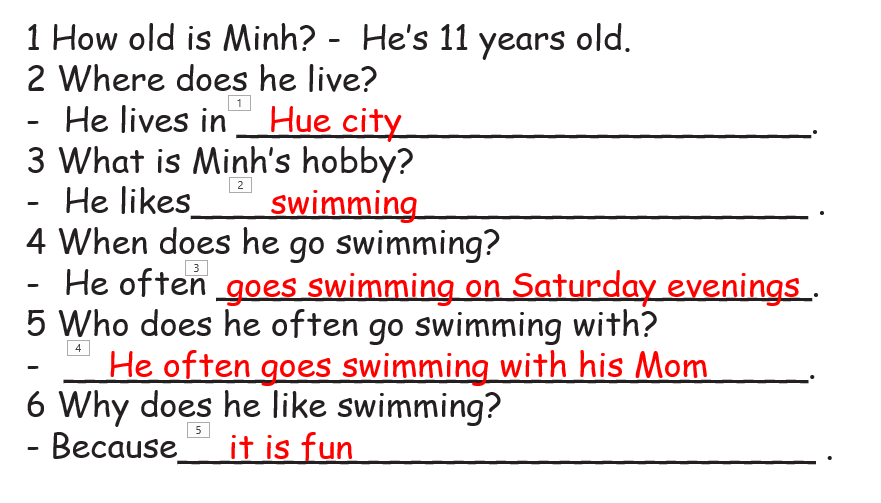 1 How old is Minh? - He's 11 years old.
2 Where does he live?
- He lives in 1 Hue city.
3 What is Minh's hobby?
- He likes 2 swimming.
4 When does he go swimming?
- He often 3 goes swimming on Saturday evenings.
5 Who does he often go swimming with?
- 4 He often goes swimming with his Mom.
6 Why does he like swimming?
- Because 5 it is fun.